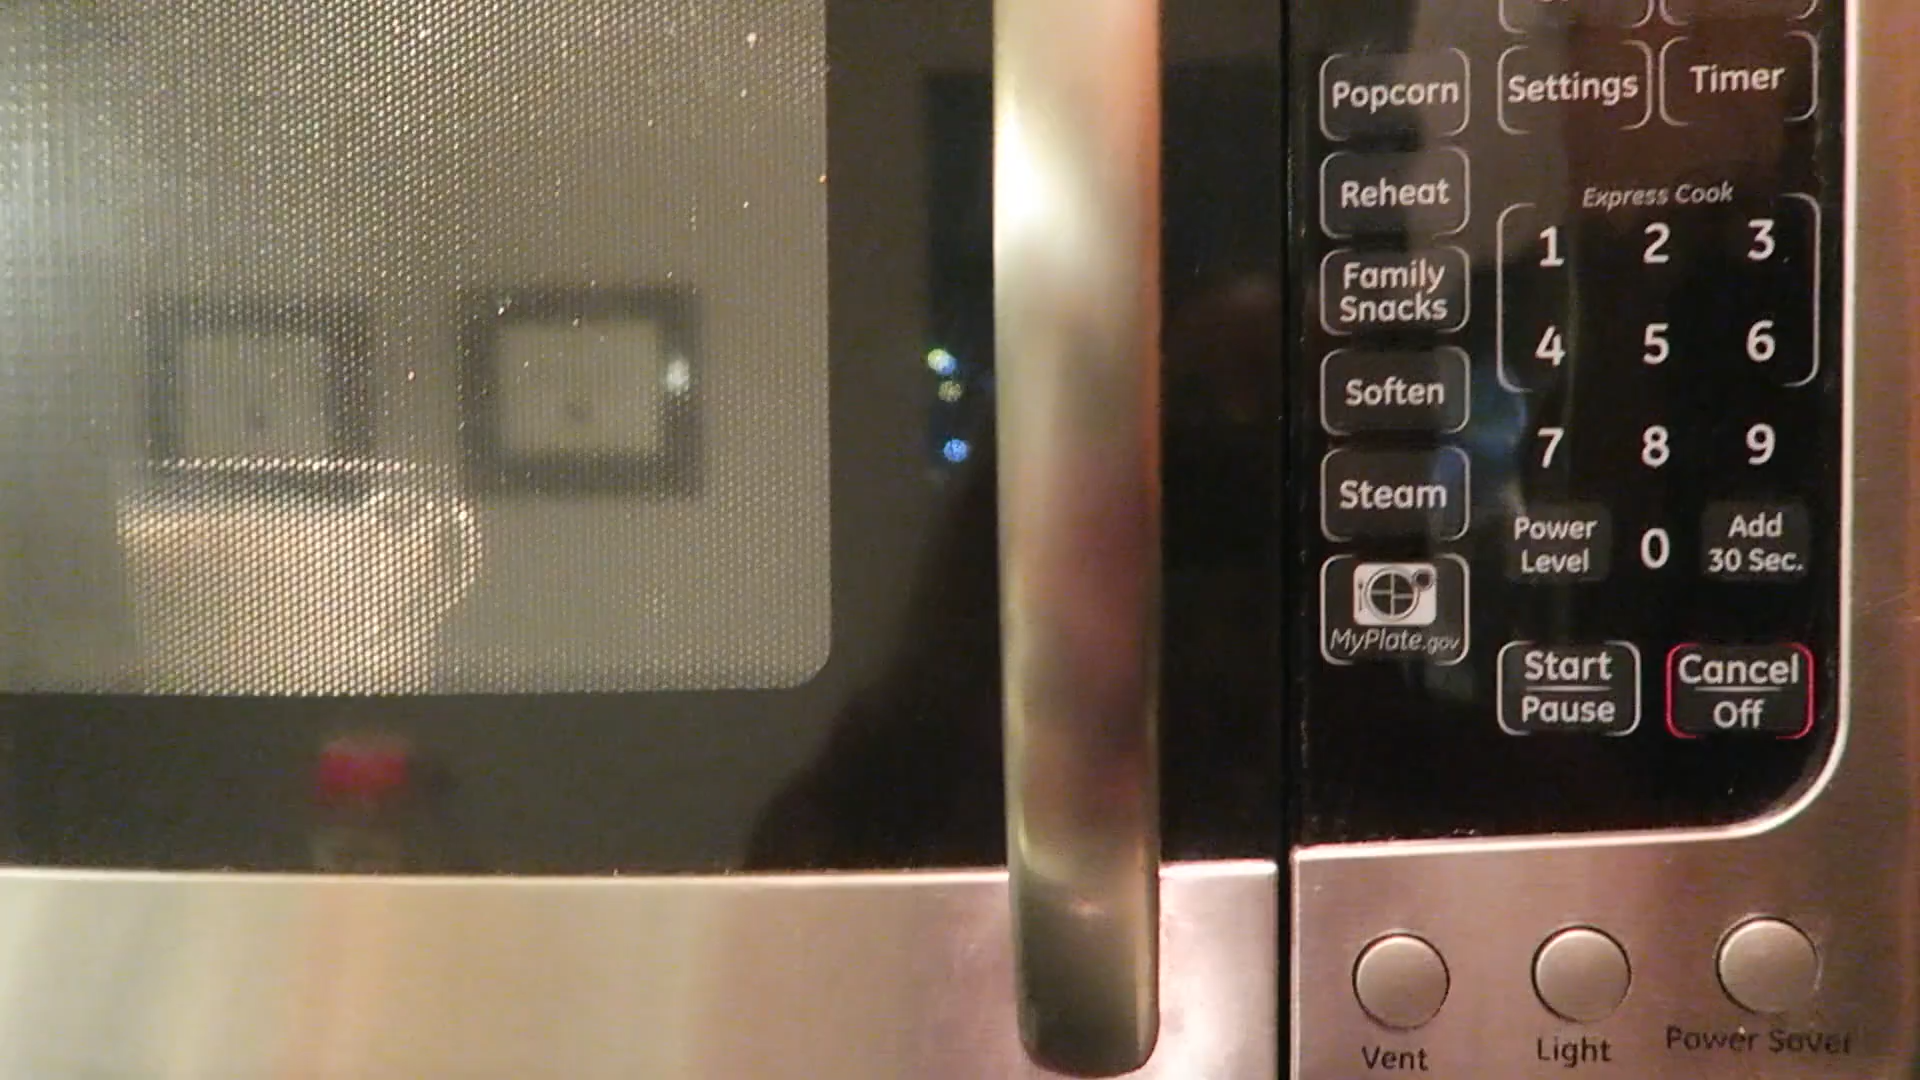 Popcorn
Settings
Timer
Reheat
Express Cook
1 2 3
Family
Snacks
4 5 6
Soften
7 8 9
Steam
Power
Level
0
Add
30 Sec.
MyPlate.gov
Start
Pause
Cancel
Off
Vent
Light
Power Saver